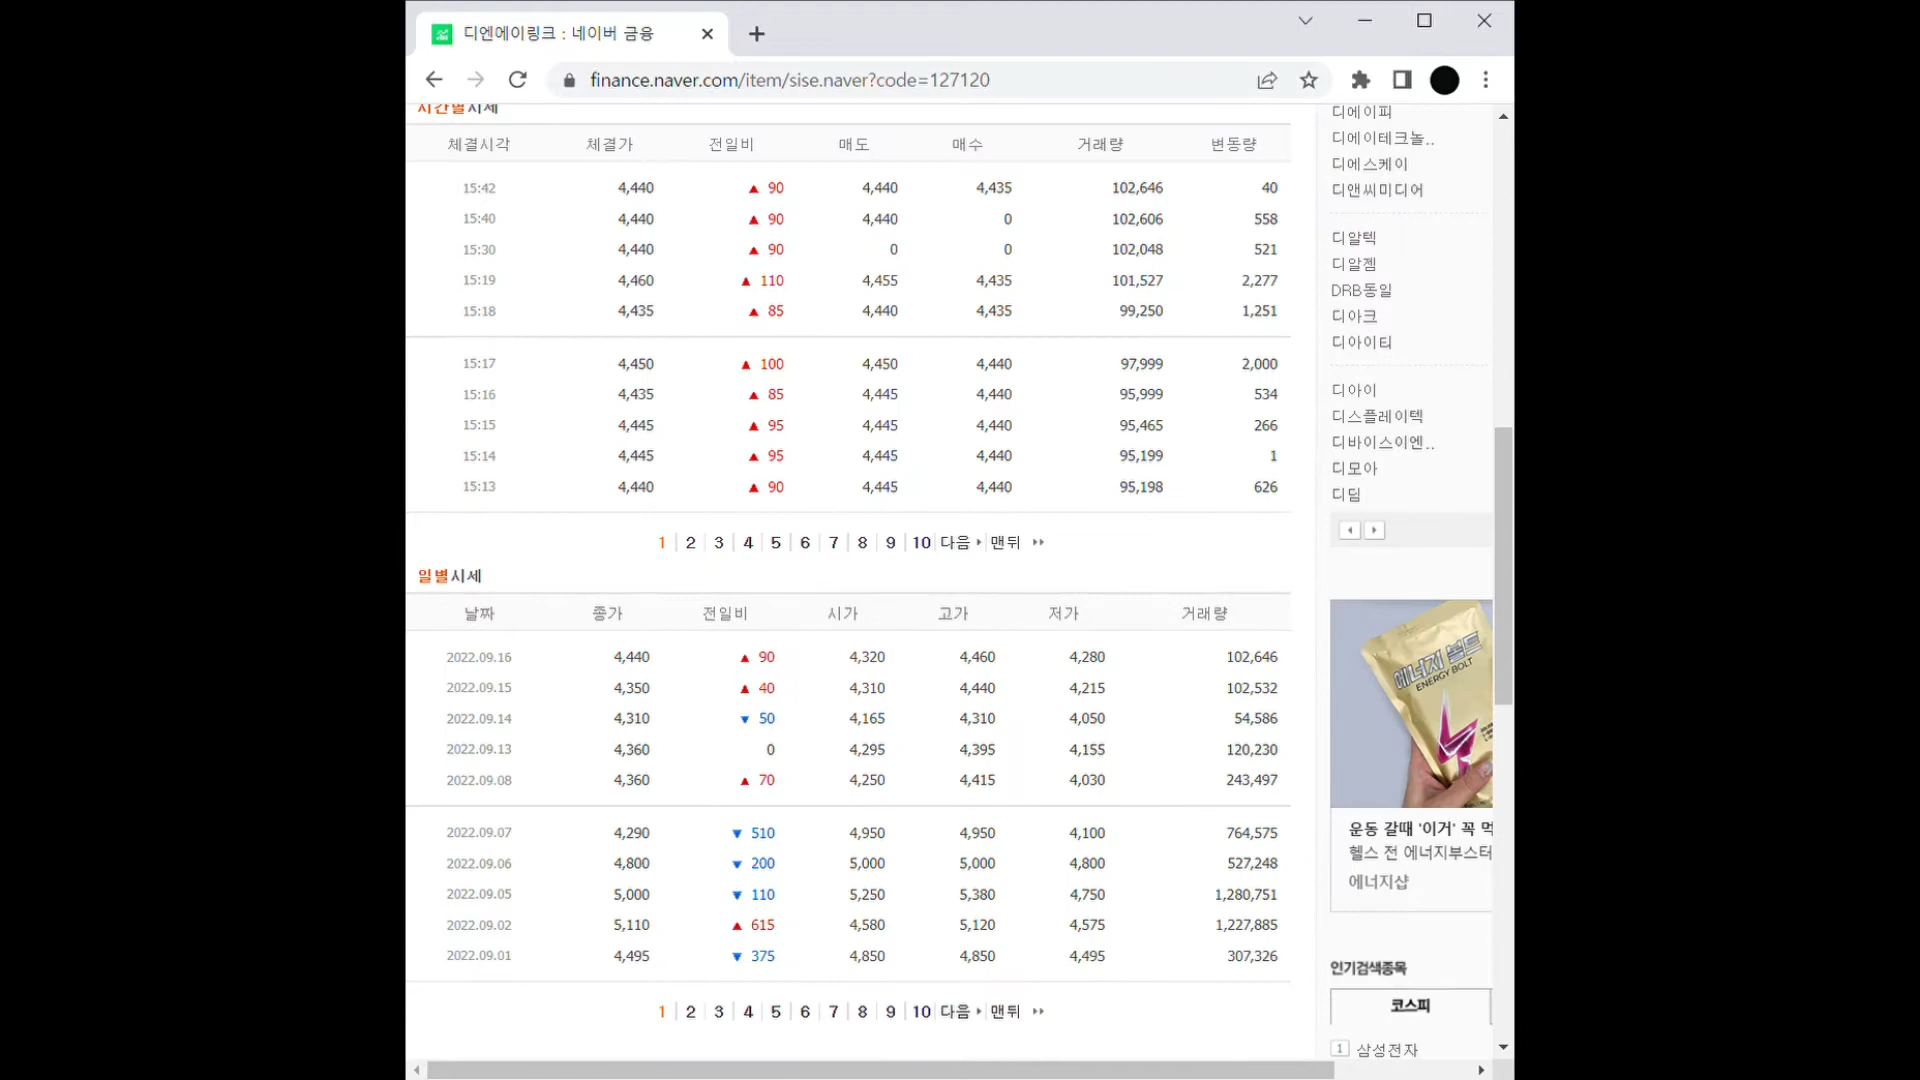 디엔에이링크 : 네이버 금융
finance.naver.com/item/sise.naver?code=127120
시간별시세
체결시각 체결가 전일비 매도 매수 거래량 변동량
15:42 4,440 ▲ 90 4,440 4,435 102,646 40
15:40 4,440 ▲ 90 4,440 0 102,606 558
15:30 4,440 ▲ 90 0 0 102,048 521
15:19 4,460 ▲ 110 4,455 4,435 101,527 2,277
15:18 4,435 ▲ 85 4,440 4,435 99,250 1,251
15:17 4,450 ▲ 100 4,450 4,440 97,999 2,000
15:16 4,435 ▲ 85 4,445 4,440 95,999 534
15:15 4,445 ▲ 95 4,445 4,440 95,465 266
15:14 4,445 ▲ 95 4,445 4,440 95,199 1
15:13 4,440 ▲ 90 4,445 4,440 95,198 626
1 2 3 4 5 6 7 8 9 10 다음 맨뒤
일별시세
날짜 종가 전일비 시가 고가 저가 거래량
2022.09.16 4,440 ▲ 90 4,320 4,460 4,280 102,646
2022.09.15 4,350 ▲ 40 4,310 4,440 4,215 102,532
2022.09.14 4,310 ▼ 50 4,165 4,310 4,050 54,586
2022.09.13 4,360 0 4,295 4,395 4,155 120,230
2022.09.08 4,360 ▲ 70 4,250 4,415 4,030 243,497
2022.09.07 4,290 ▼ 510 4,950 4,950 4,100 764,575
2022.09.06 4,800 ▼ 200 5,000 5,000 4,800 527,248
2022.09.05 5,000 ▼ 110 5,250 5,380 4,750 1,280,751
2022.09.02 5,110 ▲ 615 4,580 5,120 4,575 1,227,885
2022.09.01 4,495 ▼ 375 4,850 4,850 4,495 307,326
1 2 3 4 5 6 7 8 9 10 다음 맨뒤
디에이피
디에이테크놀..
디에스케이
디앤씨미디어
디알텍
디알젬
DRB동일
디아크
디아이티
디아이
디스플레이텍
디바이스이엔..
디모아
디딤
에너지 볼트
ENERGY BOLT
운동 갈때 '이거' 꼭 먹
헬스 전 에너지부스터
에너지샵
인기검색종목
코스피
1 삼성전자